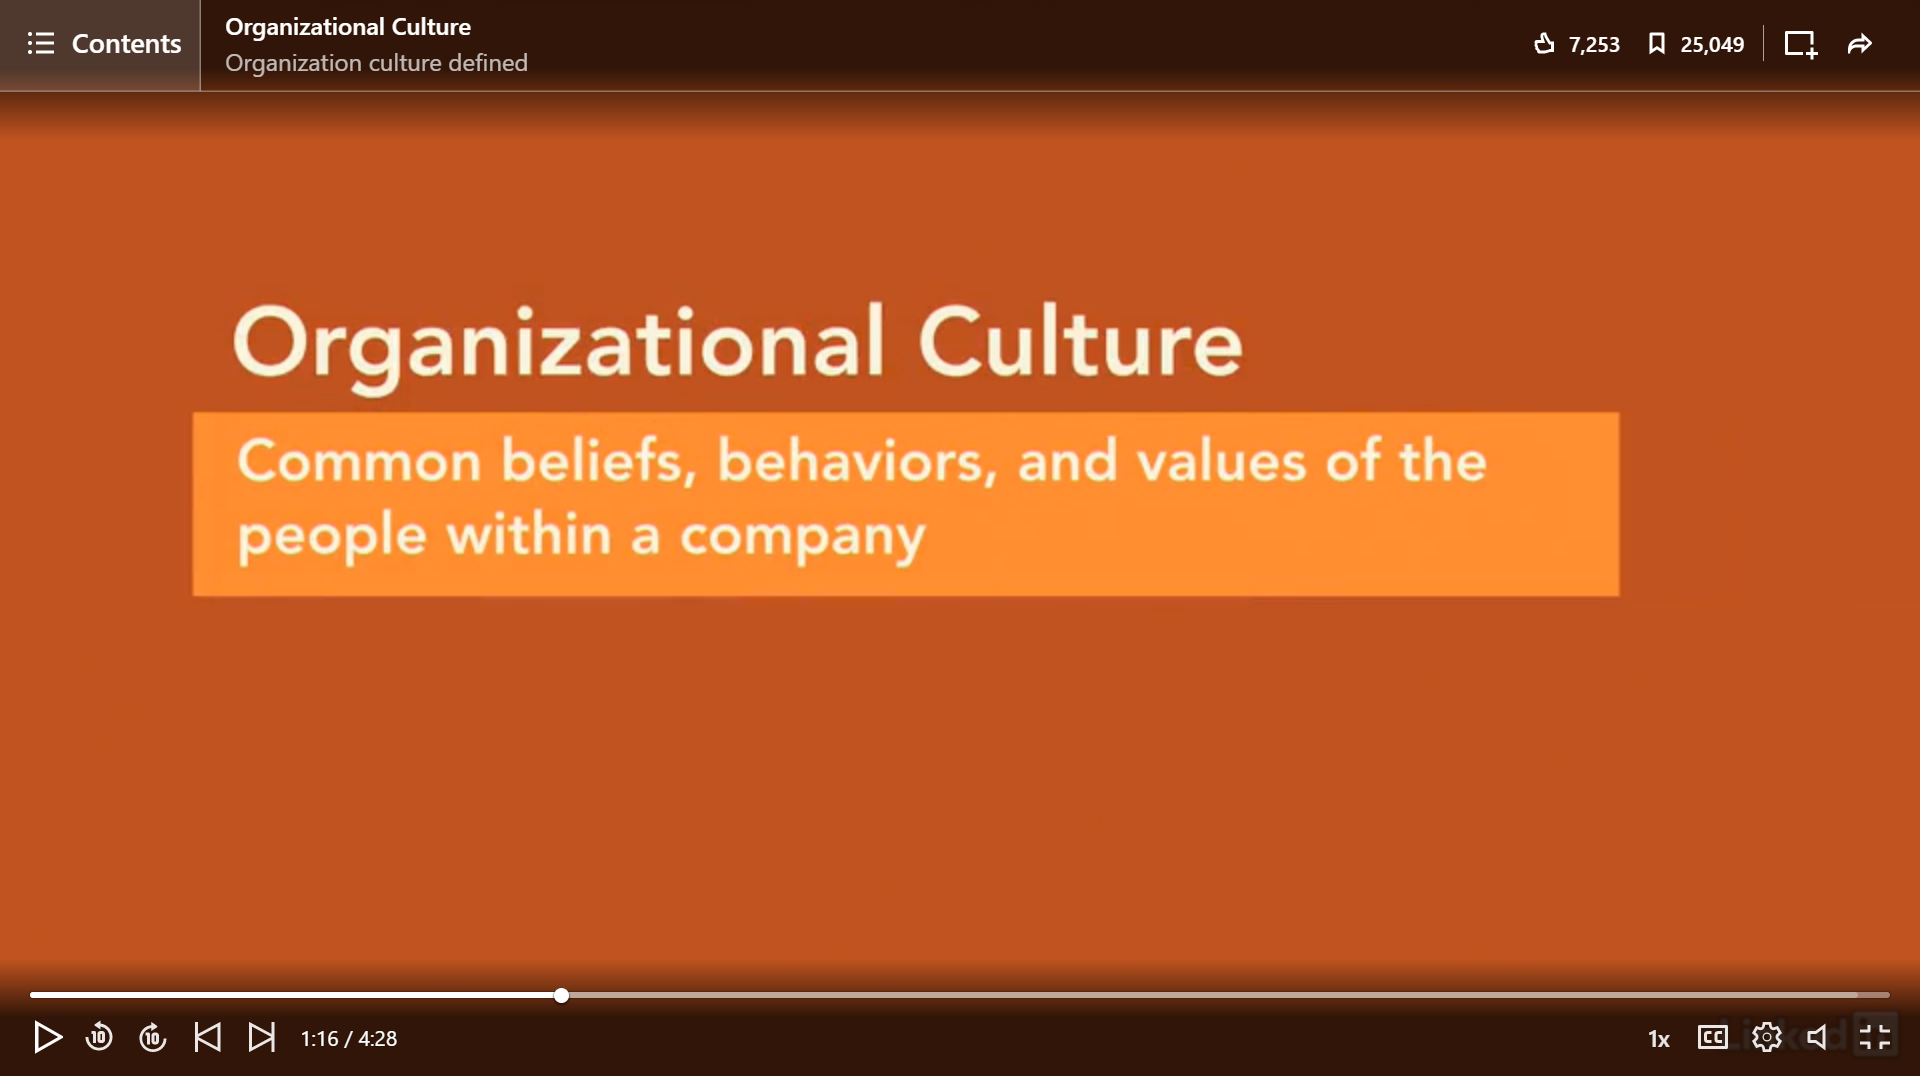 Contents
Organizational Culture
Organization culture defined
7,253
25,049
Organizational Culture
Common beliefs, behaviors, and values of the
people within a company
10
10
1:16 / 4:28
1x
CC
Linked